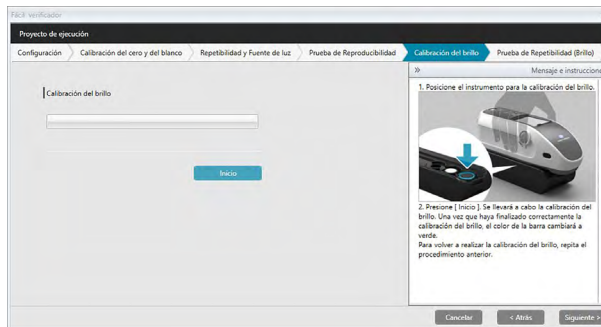 Fácil verificador
Proyecto de ejecución
Configuración
Calibración del cero y del blanco
Repetibilidad y Fuente de luz
Prueba de Reproducibilidad
Calibración del brillo
Prueba de Repetibilidad (Brillo)
» Mensaje e instruccione
Calibración del brillo
Inicio
1. Posicione el instrumento para la calibración del brillo.
2. Presione [ Inicio ]. Se llevará a cabo la calibración del
brillo. Una vez que haya finalizado correctamente la
calibración del brillo, el color de la barra cambiará a
verde.
Para volver a realizar la calibración del brillo, repita el
procedimiento anterior.
Cancelar
< Atrás
Siguiente >